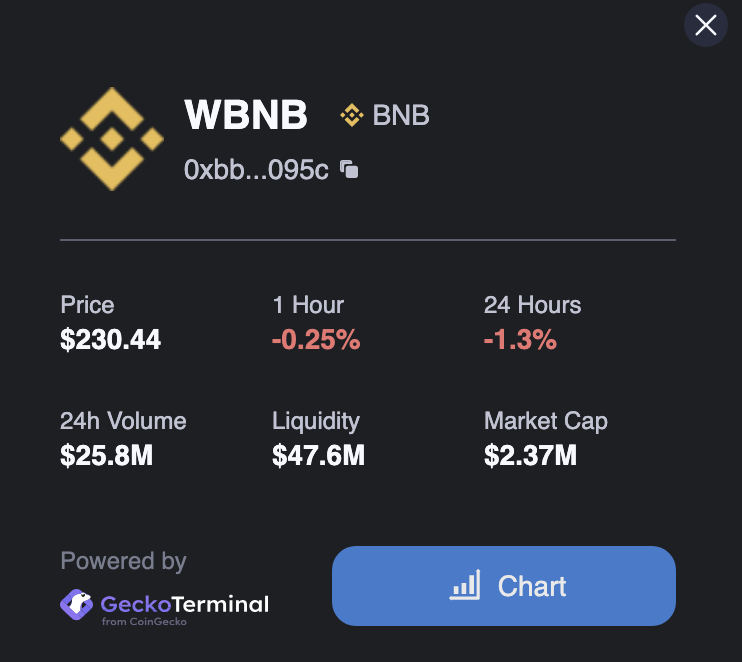 WBNB BNB
0xbb...095c
Price 1 Hour 24 Hours
$230.44 -0.25% -1.3%
24h Volume Liquidity Market Cap
$25.8M $47.6M $2.37M
Powered by
GeckoTerminal
from CoinGecko
Chart